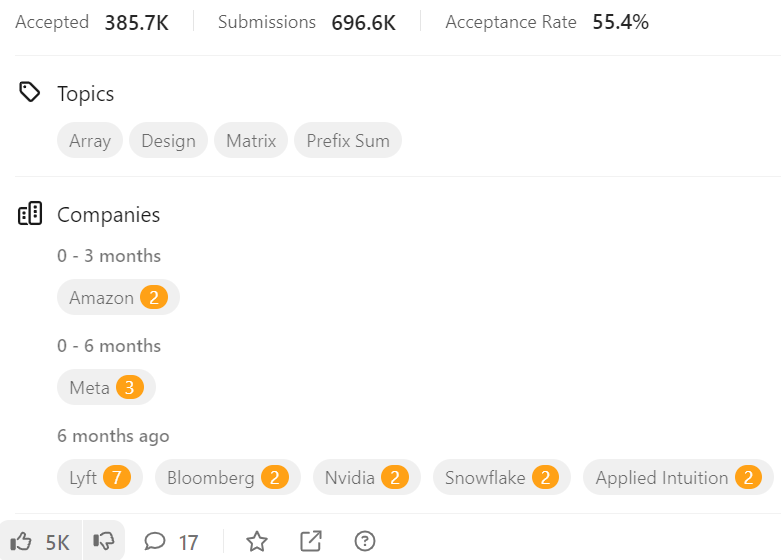 Accepted 385.7K Submissions 696.6K Acceptance Rate 55.4%
Topics
Array Design Matrix Prefix Sum
Companies
0 - 3 months
Amazon 2
0 - 6 months
Meta 3
6 months ago
Lyft 7 Bloomberg 2 Nvidia 2 Snowflake 2 Applied Intuition 2
5K 17